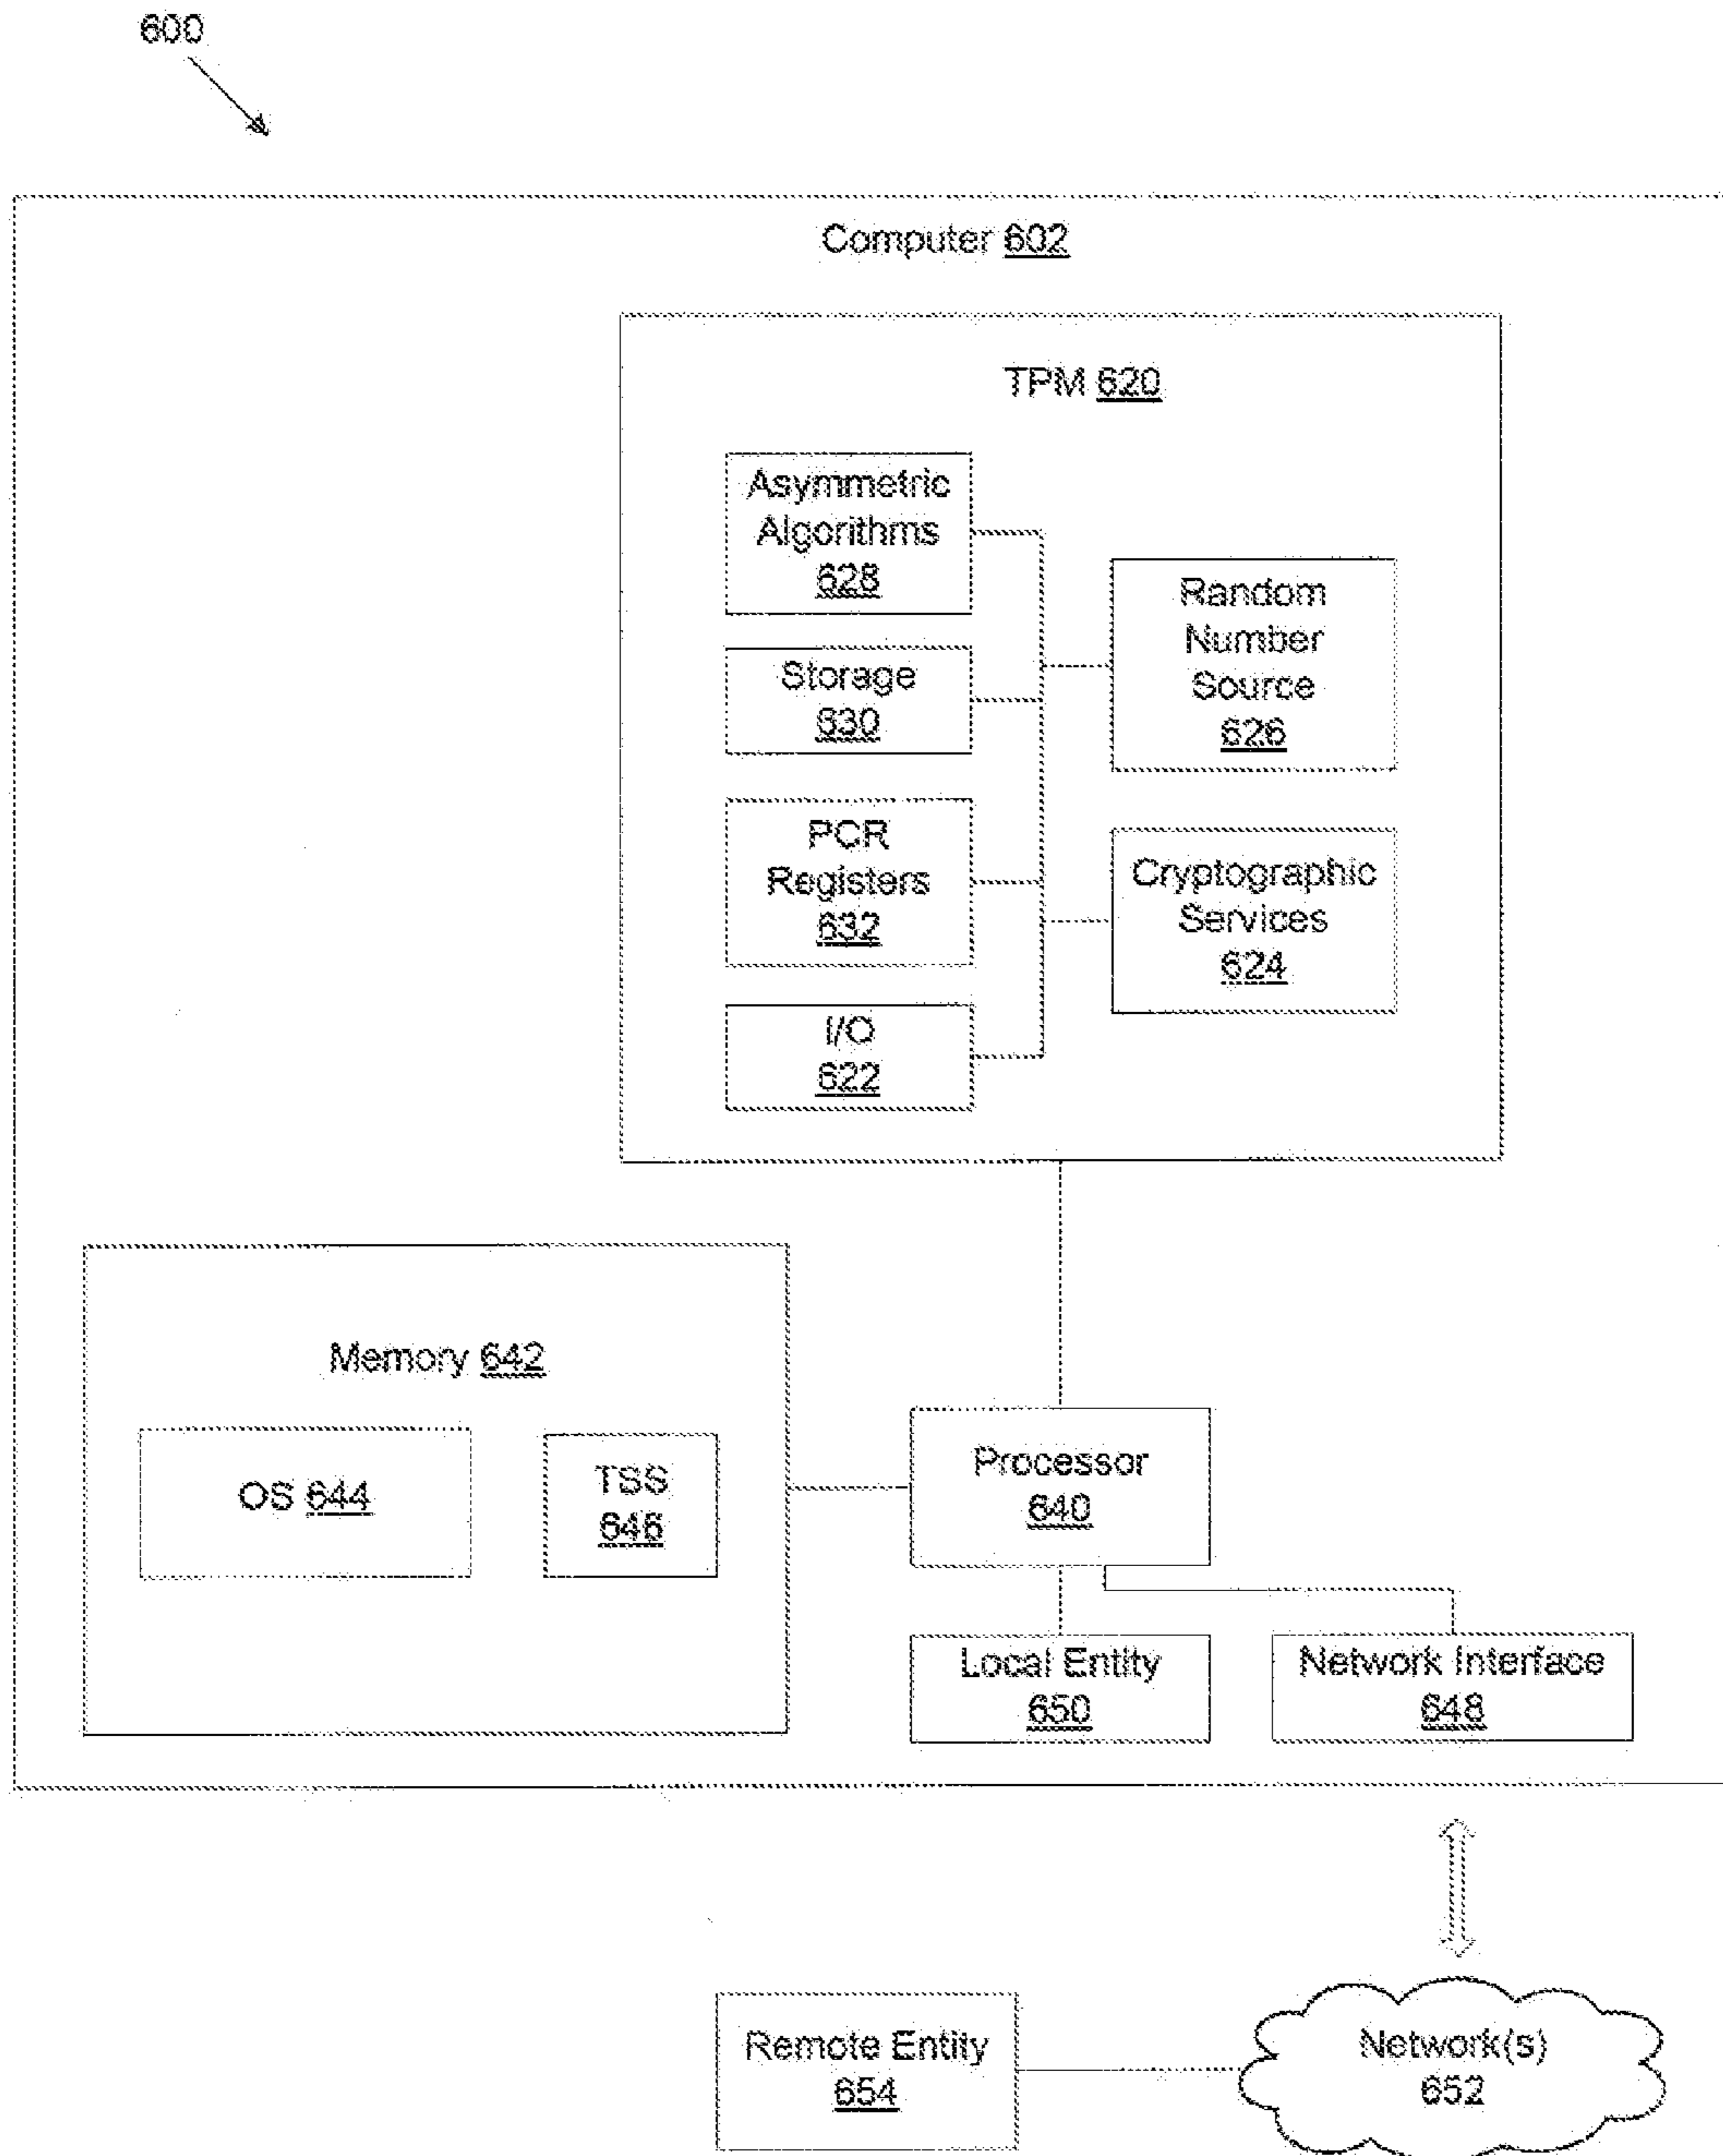 600
Computer 602
TPM 620
Asymmetric
Algorithms
628
Storage
630
PCR
Registers
632
I/O
622
Random
Number
Source
626
Cryptographic
Services
624
Memory 642
OS 644
TSS
646
Processor
640
Local Entity
650
Network Interface
648
Remote Entity
654
Network(s)
652